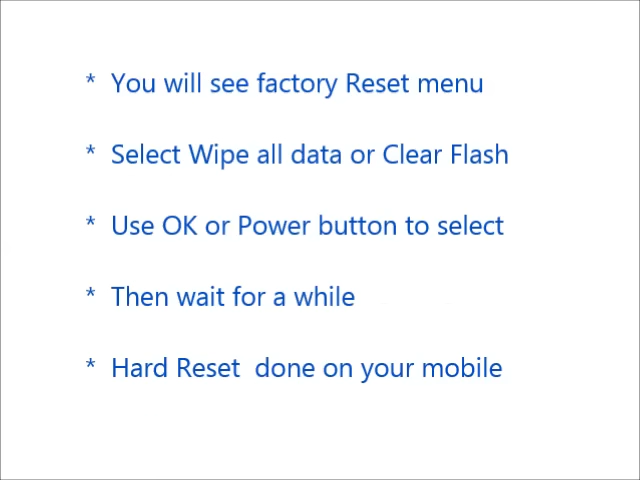 * You will see factory Reset menu
* Select Wipe all data or Clear Flash
* Use OK or Power button to select
* Then wait for a while
* Hard Reset  done on your mobile